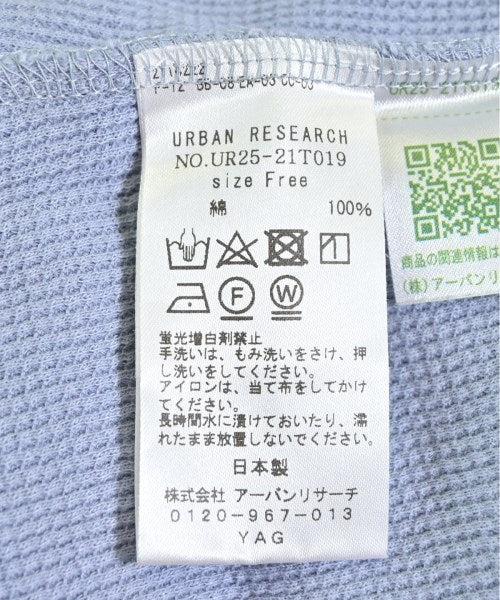 URBAN RESEARCH
NO.UR25-21T019
size Free
綿 100%
F
W
蛍光増白剤禁止
手洗いは、もみ洗いをさけ、押
し洗いをしてください。
アイロンは、当て布をしてかけ
てください。
長時間水に漬けておいたり、濡
れたまま放置しないでください。
日本製
株式会社 アーバンリサーチ
0120-967-013
YAG
UR25-21T019
商品の関連情報は
(株) アーバンリサ